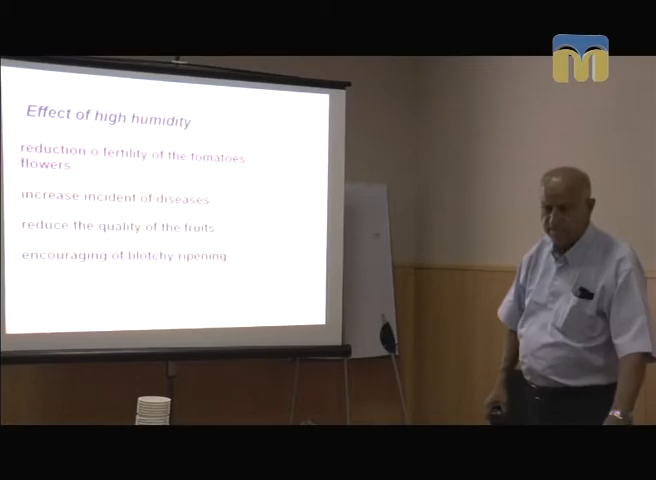 Effect of high humidity
reduction o fertility of the tomatoes
flowers
increase incident of diseases
reduce the quality of the fruits
encouraging of blotchy ripening
M